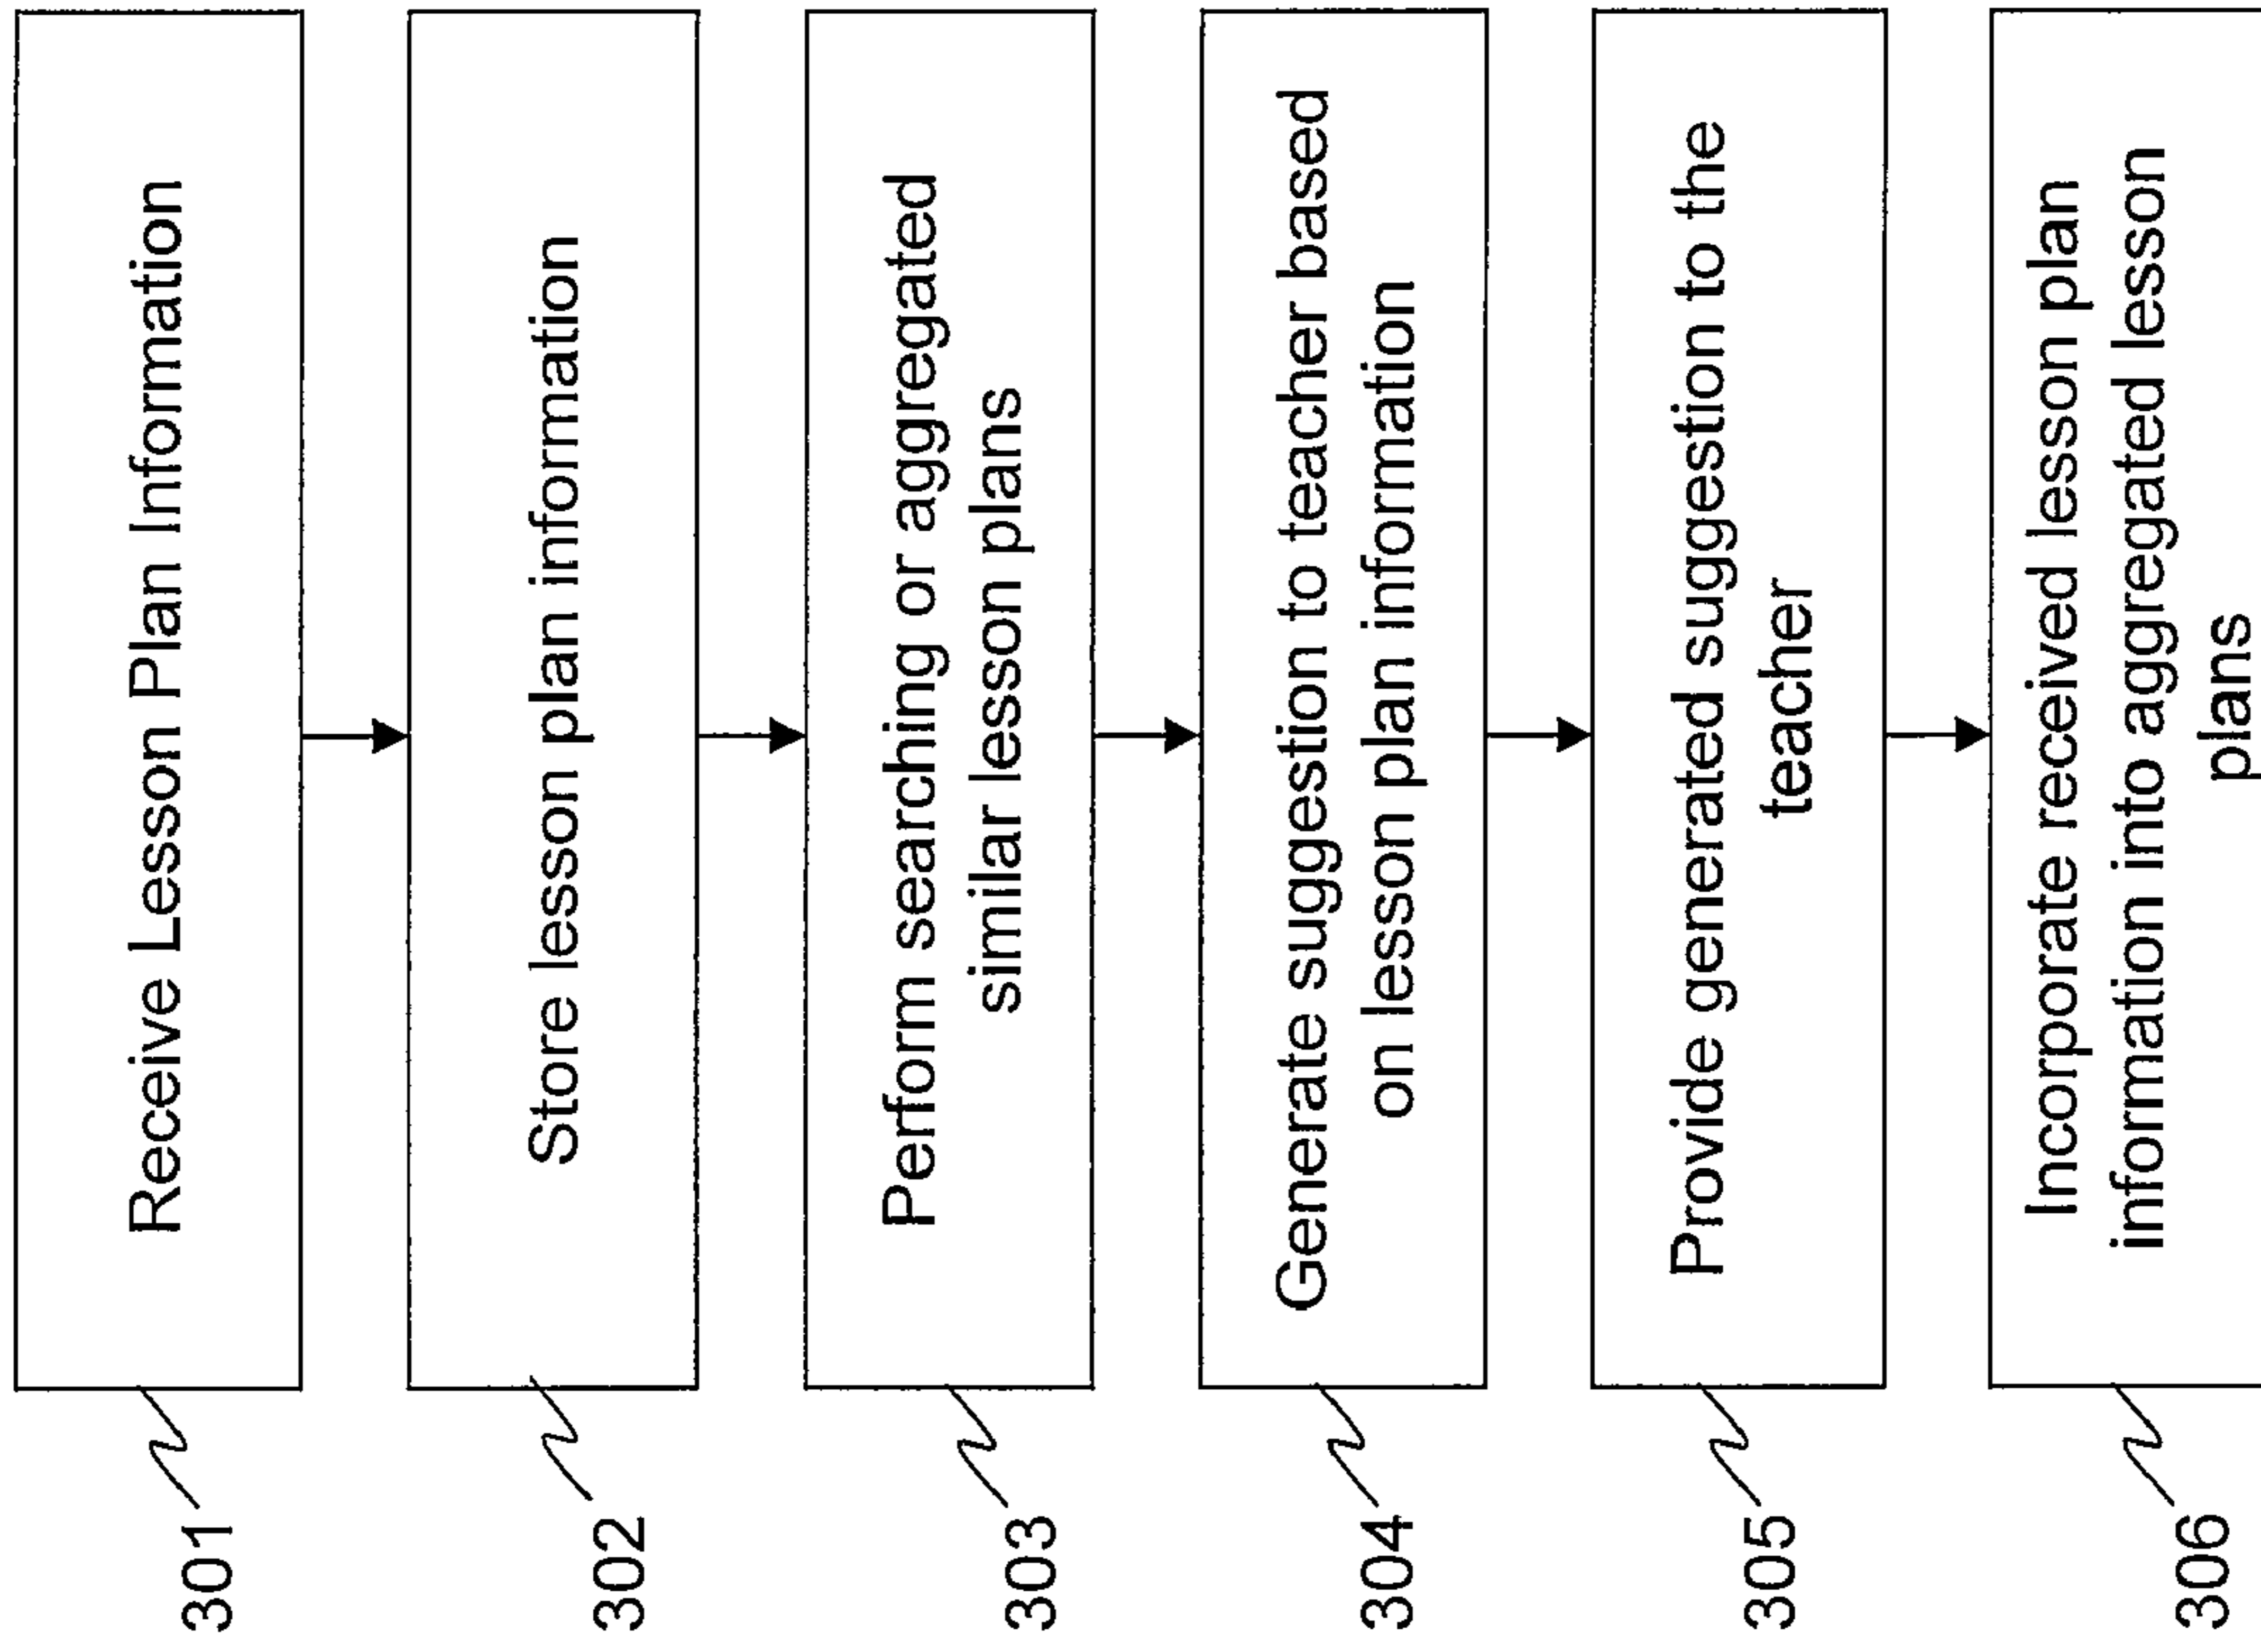 301
Receive Lesson Plan Information
302
Store lesson plan information
303
Perform searching or aggregated
similar lesson plans
304
Generate suggestion to teacher based
on lesson plan information
305
Provide generated suggestion to the
teacher
306
Incorporate received lesson plan
information into aggregated lesson
plans